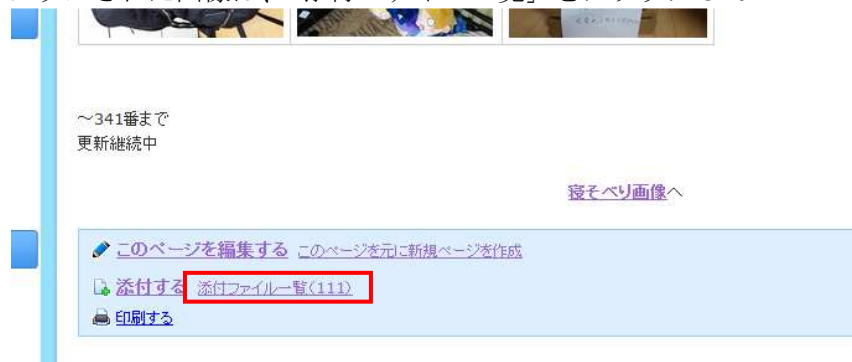 ～341番まで
更新継続中
寝そべり画像へ
このページを編集する このページを元に新規ページを作成
添付する 添付ファイル一覧(111)
印刷する